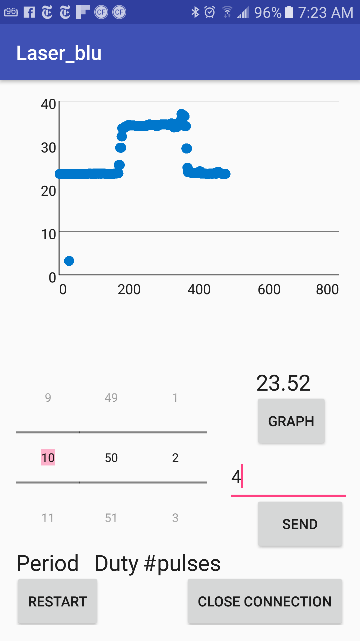 96% 7:23 AM
Laser_blu
40
30
20
10
0
0 200 400 600 800
23.52
GRAPH
9 49 1
10 50 2
11 51 3
4
SEND
Period Duty #pulses
RESTART CLOSE CONNECTION